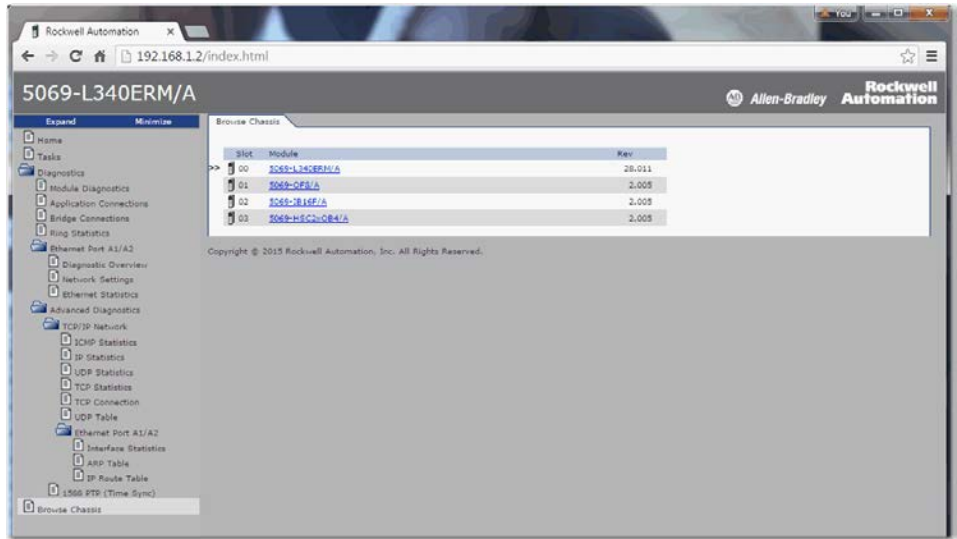 You
Rockwell Automation
192.168.1.2/index.html
5069-L340ERM/A
Allen-Bradley
Rockwell Automation
Expand Minimize
Home
Tasks
Diagnostics
Module Diagnostics
Application Connections
Bridge Connections
Ring Statistics
Ethernet Port A1/A2
Diagnostic Overview
Network Settings
Ethernet Statistics
Advanced Diagnostics
TCP/IP Network
ICMP Statistics
IP Statistics
UDP Statistics
TCP Statistics
TCP Connection
UDP Table
Ethernet Port A1/A2
Interface Statistics
ARP Table
IP Route Table
1588 PTP (Time Sync)
Browse Chassis
Browse Chassis
Slot Module Rev
>> 00 5069-L340ERM/A 28.011
01 5069-OF8/A 2.005
02 5069-IB16F/A 2.005
03 5069-HSC2xOB4/A 2.005
Copyright © 2015 Rockwell Automation, Inc. All Rights Reserved.